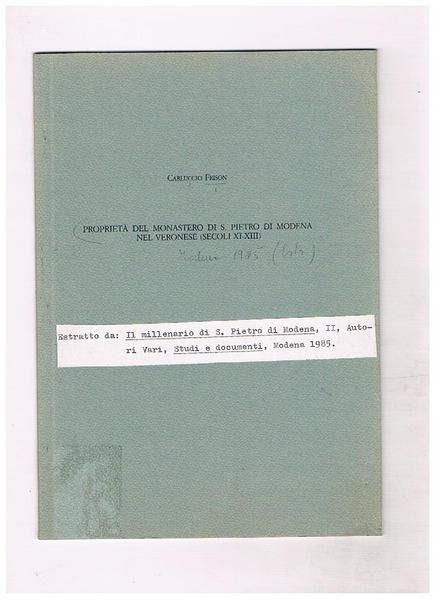 CARLUCCIO FRISON
PROPRIETÀ DEL MONASTERO DI S. PIETRO DI MODENA
NEL VERONESE (SECOLI XI-XIII)
Modena 1985
Estratto da: Il millenario di S. Pietro di Modena, II, Auto-
ri Vari, Studi e documenti, Modena 1985.